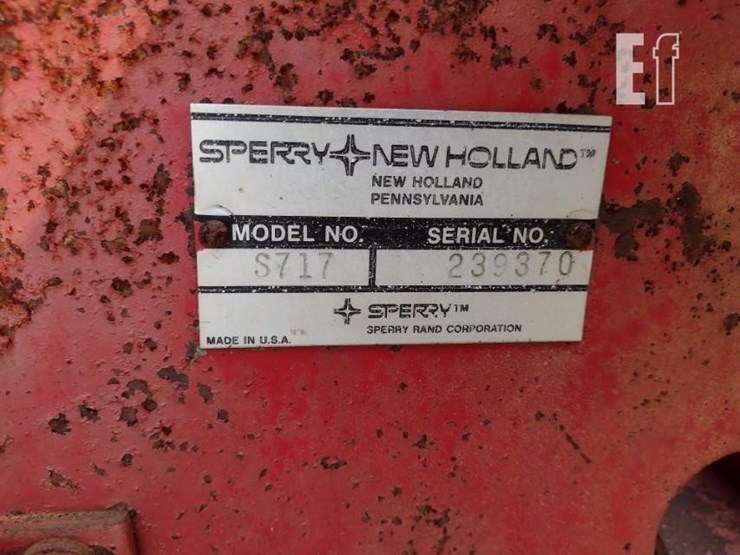 Ef
SPERRY NEW HOLLAND™
NEW HOLLAND
PENNSYLVANIA
MODEL NO. SERIAL NO.
S717 239370
SPERRY™
SPERRY RAND CORPORATION
MADE IN U.S.A.